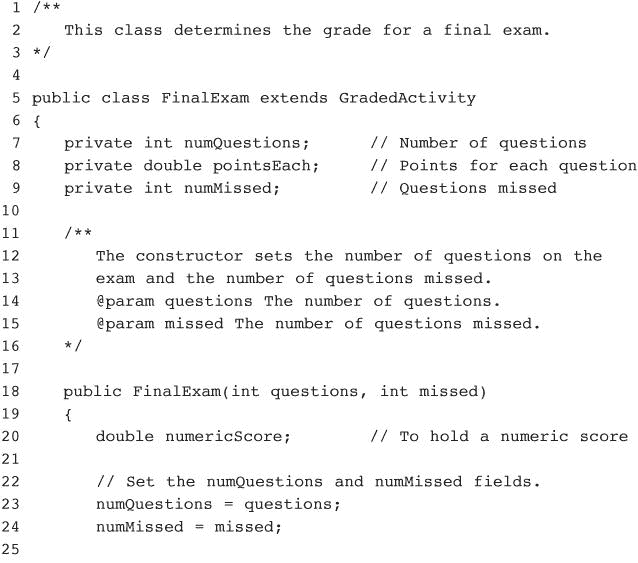 1 /**
2 This class determines the grade for a final exam.
3 */
4
5 public class FinalExam extends GradedActivity
6 {
7 private int numQuestions; // Number of questions
8 private double pointsEach; // Points for each question
9 private int numMissed; // Questions missed
10
11 /**
12 The constructor sets the number of questions on the
13 exam and the number of questions missed.
14 @param questions The number of questions.
15 @param missed The number of questions missed.
16 */
17
18 public FinalExam(int questions, int missed)
19 {
20 double numericScore; // To hold a numeric score
21
22 // Set the numQuestions and numMissed fields.
23 numQuestions = questions;
24 numMissed = missed;
25